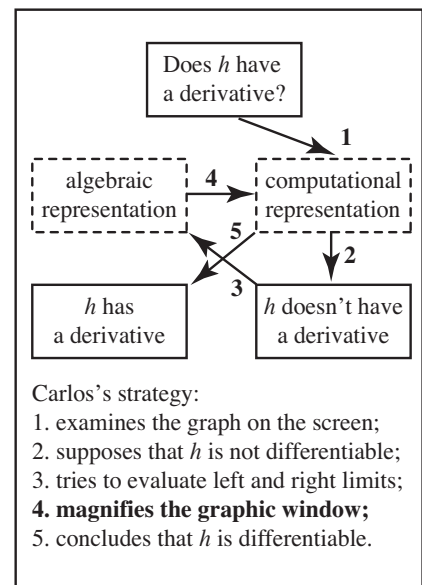 Does h have
a derivative?
1
algebraic
representation
4
computational
representation
5
2
3
h has
a derivative
h doesn't have
a derivative
Carlos's strategy:
1. examines the graph on the screen;
2. supposes that h is not differentiable;
3. tries to evaluate left and right limits;
4. magnifies the graphic window;
5. concludes that h is differentiable.